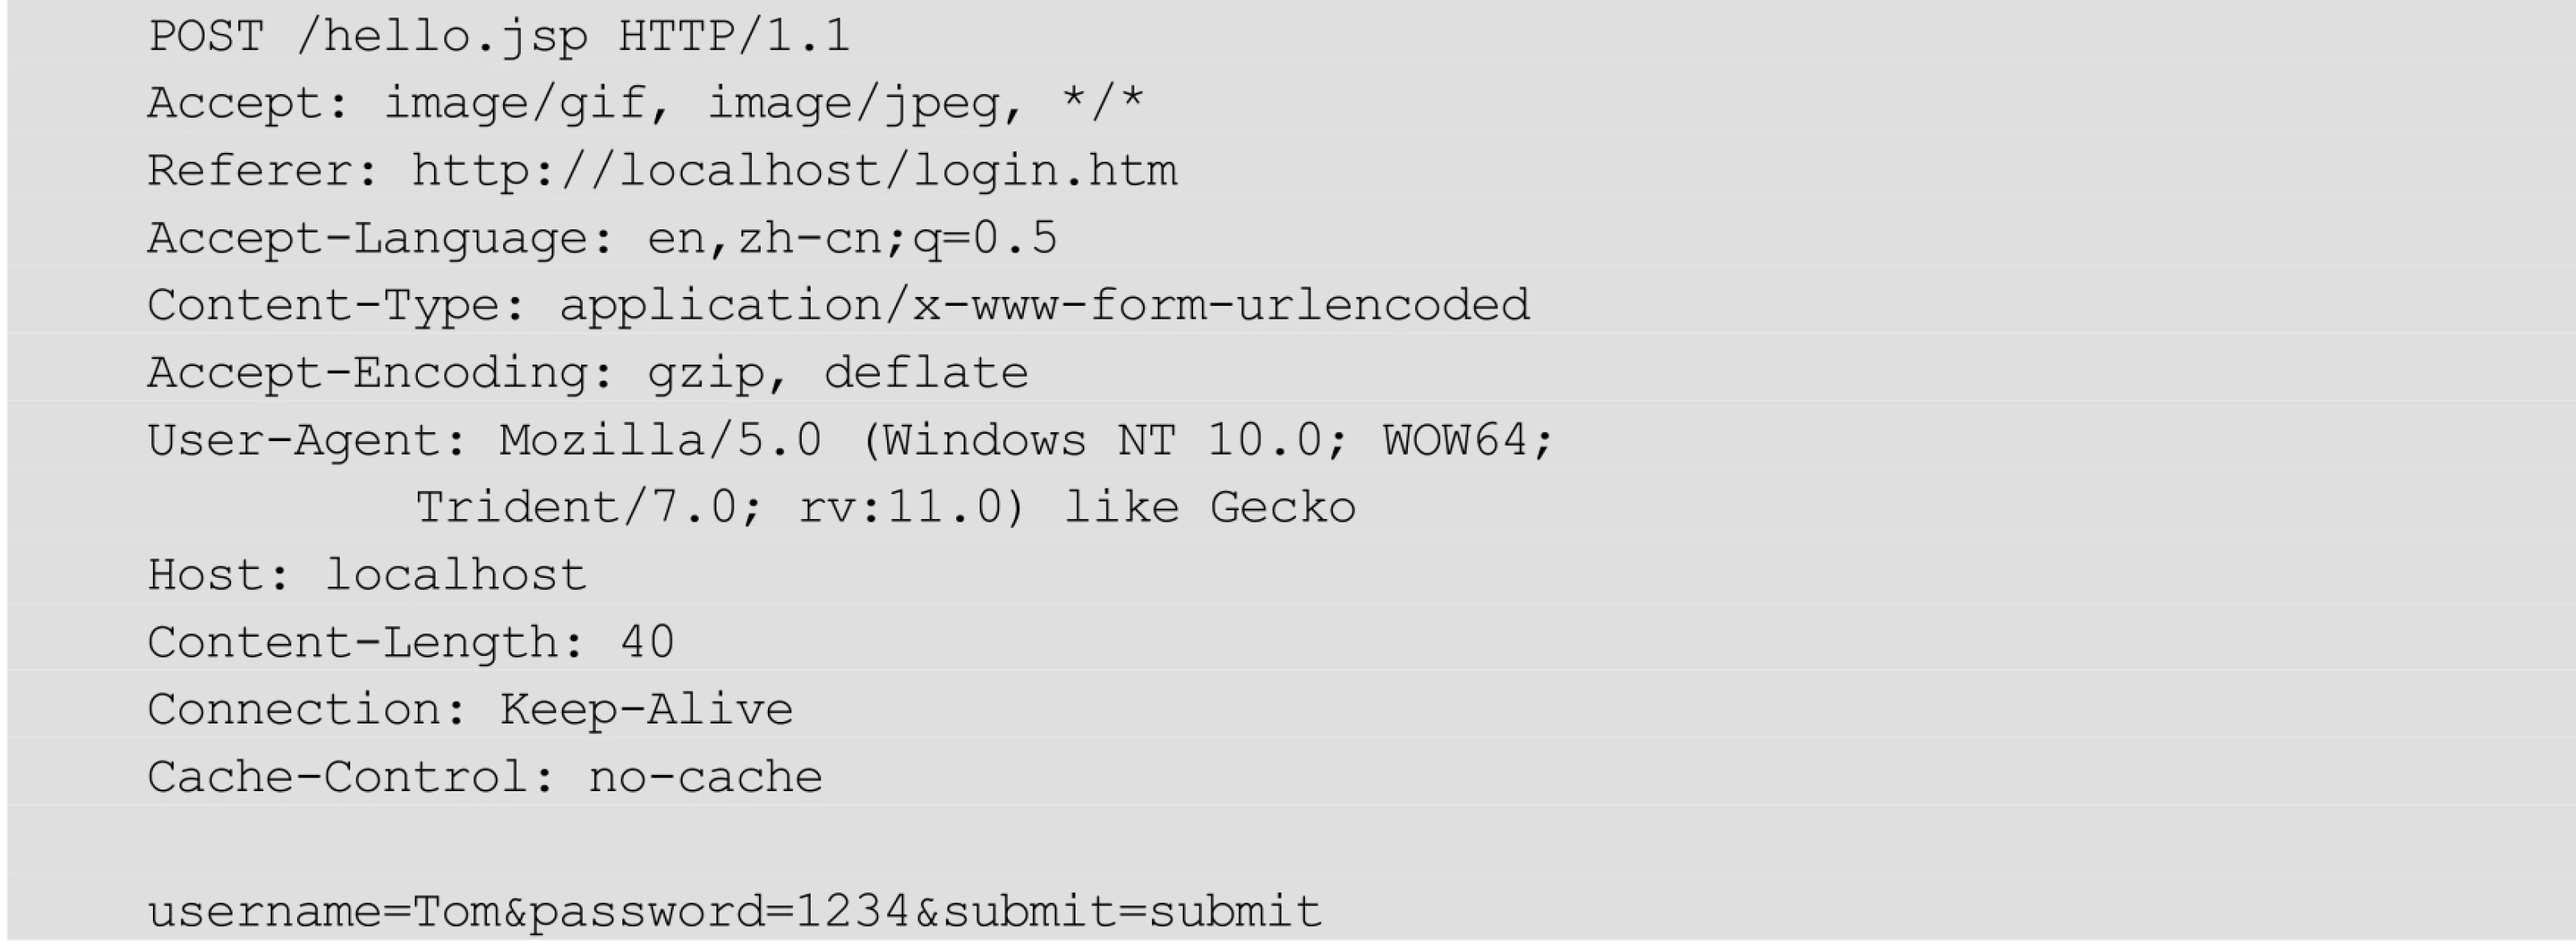 POST /hello.jsp HTTP/1.1
Accept: image/gif, image/jpeg, */*
Referer: http://localhost/login.htm
Accept-Language: en,zh-cn;q=0.5
Content-Type: application/x-www-form-urlencoded
Accept-Encoding: gzip, deflate
User-Agent: Mozilla/5.0 (Windows NT 10.0; WOW64;
Trident/7.0; rv:11.0) like Gecko
Host: localhost
Content-Length: 40
Connection: Keep-Alive
Cache-Control: no-cache
username=Tom&password=1234&submit=submit